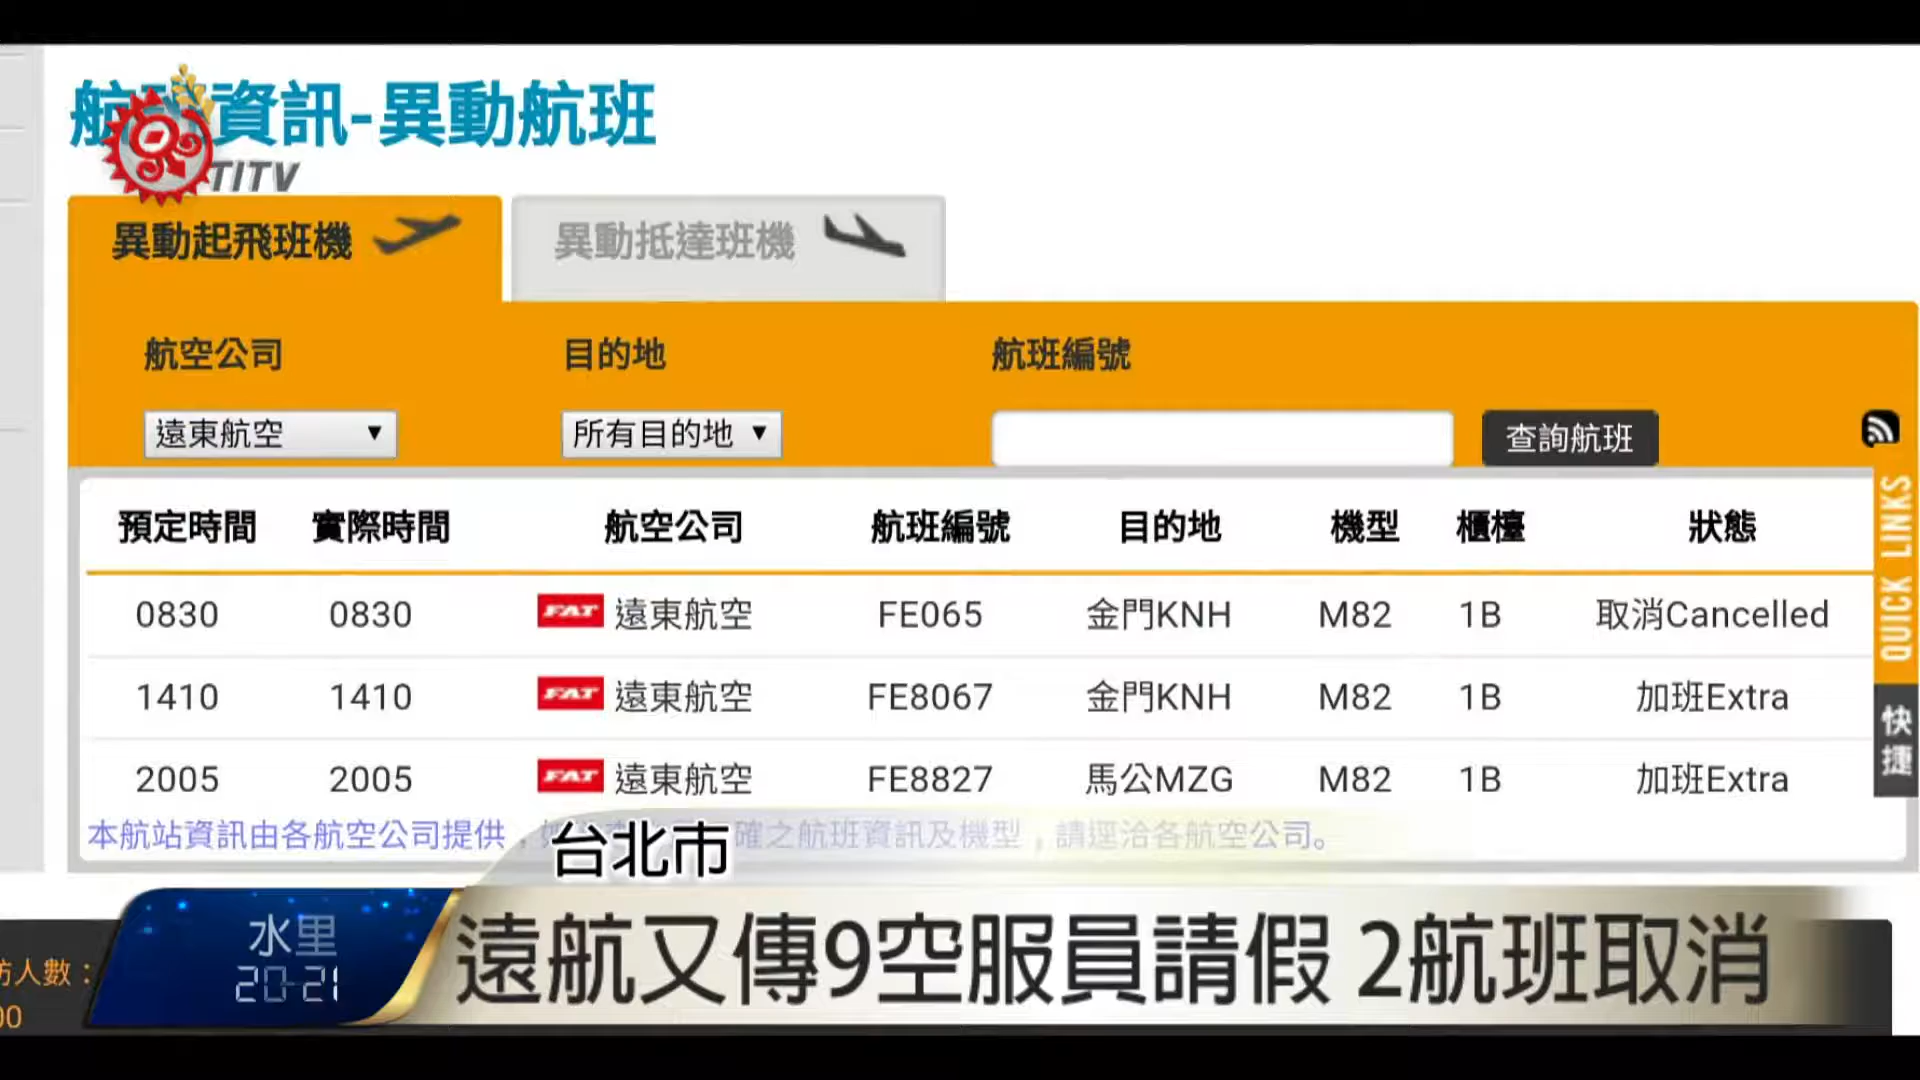 航資訊-異動航班
TITV
異動起飛班機
異動抵達班機
航空公司 目的地 航班編號
遠東航空 ▼ 所有目的地 ▼ 查詢航班
預定時間 實際時間 航空公司 航班編號 目的地 機型 櫃檯 狀態
0830 0830 FAT 遠東航空 FE065 金門KNH M82 1B 取消Cancelled
1410 1410 FAT 遠東航空 FE8067 金門KNH M82 1B 加班Extra
2005 2005 FAT 遠東航空 FE8827 馬公MZG M82 1B 加班Extra
QUICK LINKS
快捷
本航站資訊由各航空公司提供，確之航班資訊及機型，請逕洽各航空公司。
台北市
水里
20-21
遠航又傳9空服員請假 2航班取消
人數：
00